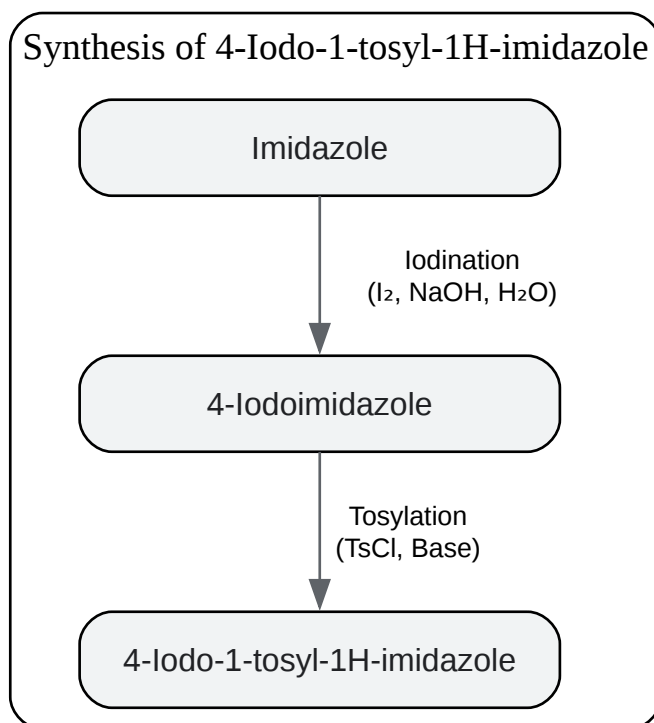 Synthesis of 4-Iodo-1-tosyl-1H-imidazole
Imidazole
Iodination
(I₂, NaOH, H₂O)
4-Iodoimidazole
Tosylation
(TsCl, Base)
4-Iodo-1-tosyl-1H-imidazole